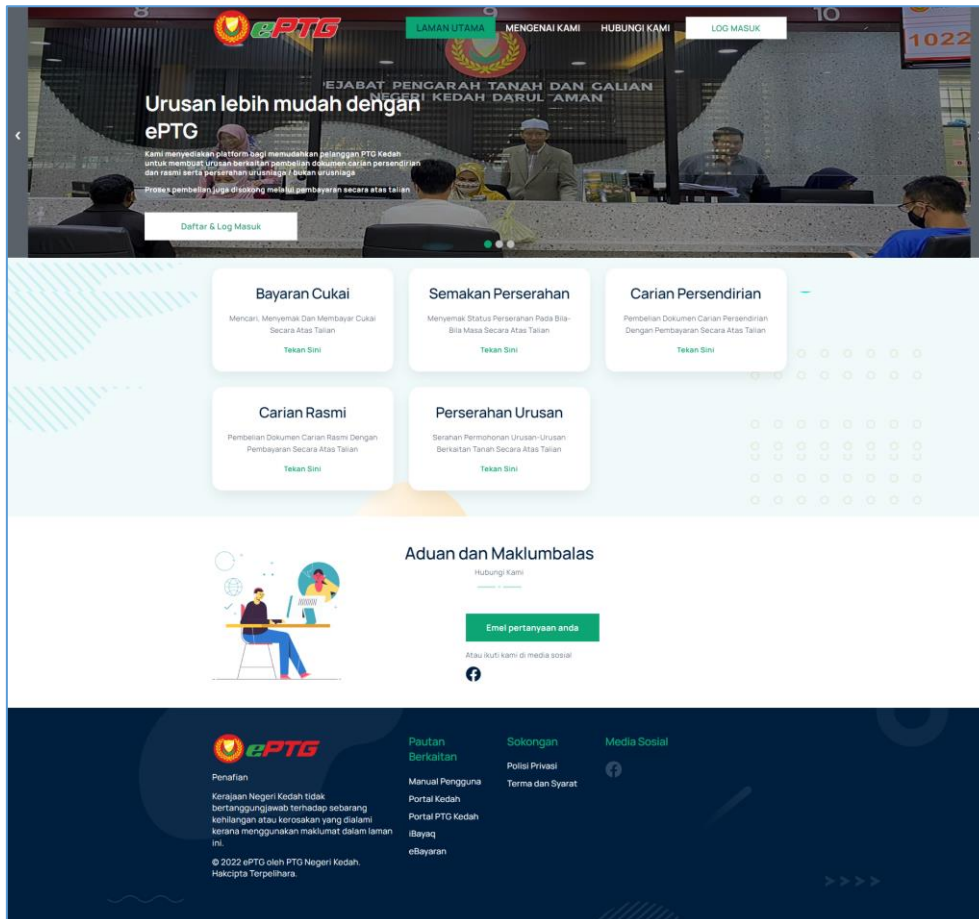 8
9
10
1022
ePTG
LAMAN UTAMA
MENGENAI KAMI
HUBUNGI KAMI
LOG MASUK
PEJABAT PENGARAH TANAH DAN GALIAN
NEGERI KEDAH DARUL AMAN
Urusan lebih mudah dengan
ePTG
Kami menyediakan platform bagi memudahkan pelanggan PTG Kedah
untuk membuat urusan berkaitan pembelian dokumen carian persendirian
dan rasmi serta perserahan urusniaga / bukan urusniaga
Proses pembelian juga disokong melalui pembayaran secara atas talian
Daftar & Log Masuk
Bayaran Cukai
Mencari, Menyemak Dan Membayar Cukai
Secara Atas Talian
Tekan Sini
Semakan Perserahan
Menyemak Status Perserahan Pada Bila-
Bila Masa Secara Atas Talian
Tekan Sini
Carian Persendirian
Pembelian Dokumen Carian Persendirian
Dengan Pembayaran Secara Atas Talian
Tekan Sini
Carian Rasmi
Pembelian Dokumen Carian Rasmi Dengan
Pembayaran Secara Atas Talian
Tekan Sini
Perserahan Urusan
Serahan Permohonan Urusan-Urusan
Berkaitan Tanah Secara Atas Talian
Tekan Sini
Aduan dan Maklumbalas
Hubungi Kami
Emel pertanyaan anda
Atau ikuti kami di media sosial
ePTG
Penafian
Kerajaan Negeri Kedah tidak
bertanggungjawab terhadap sebarang
kehilangan atau kerosakan yang dialami
kerana menggunakan maklumat dalam laman
ini.
© 2022 ePTG oleh PTG Negeri Kedah.
Hakcipta Terpelihara.
Pautan
Berkaitan
Manual Pengguna
Portal Kedah
Portal PTG Kedah
iBayaq
eBayaran
Sokongan
Polisi Privasi
Terma dan Syarat
Media Sosial